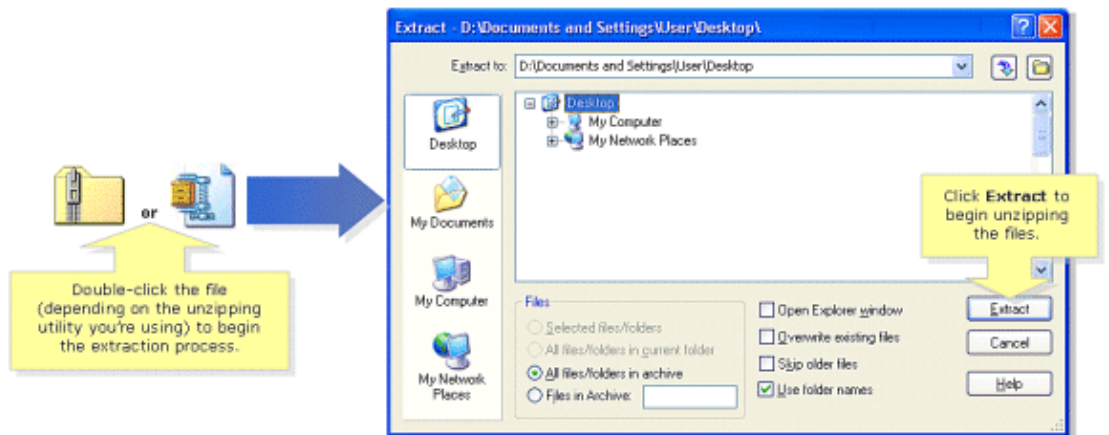 Extract - D:\Documents and Settings\User\Desktop\
Extract to: D:\Documents and Settings\User\Desktop
Desktop
My Documents
My Computer
My Network
Places
Desktop
My Computer
My Network Places
or
Double-click the file
(depending on the unzipping
utility you're using) to begin
the extraction process.
Click Extract to
begin unzipping
the files.
Files
Selected files/folders
All files/folders in current folder
All files/folders in archive
Files in Archive:
Open Explorer window
Overwrite existing files
Skip older files
Use folder names
Extract
Cancel
Help